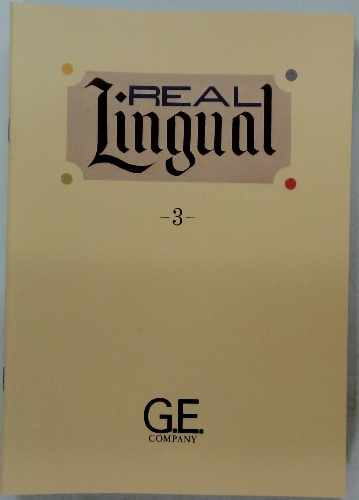 REAL
Lingual
-3-
G.E.
COMPANY